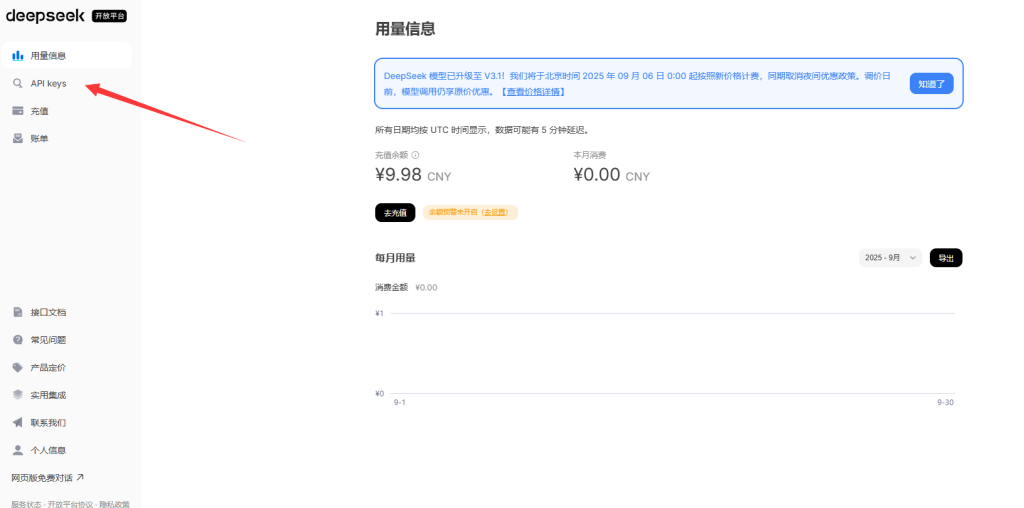 deepseek 开放平台
用量信息
API keys
充值
账单
接口文档
常见问题
产品定价
实用集成
联系我们
个人信息
网页版免费对话
服务状态 · 开放平台协议 · 隐私政策
用量信息
DeepSeek 模型已升级至 V3.1！我们将于北京时间 2025 年 09 月 06 日 0:00 起按照新价格计费，同期取消夜间优惠政策。调价日
前，模型调用仍享原价优惠。【查看价格详情】
知道了
所有日期均按 UTC 时间显示，数据可能有 5 分钟延迟。
充值余额
¥9.98 CNY
本月消费
¥0.00 CNY
去充值
余额预警未开启（去设置）
每月用量
2025 - 9月
导出
消费金额 ¥0.00
¥1
¥0
9-1
9-30